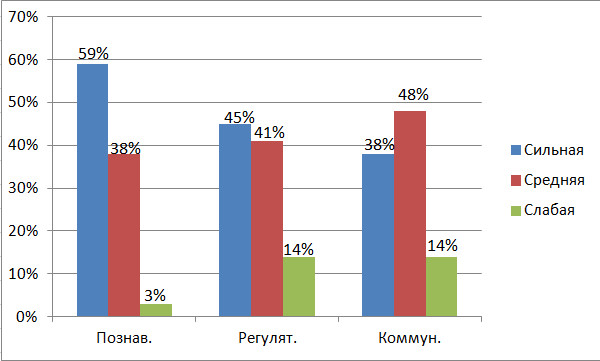 70%
60%
50%
40%
30%
20%
10%
0%
59%
38%
3%
45%
41%
14%
38%
48%
14%
Познав.
Регулят.
Коммун.
Сильная
Средняя
Слабая